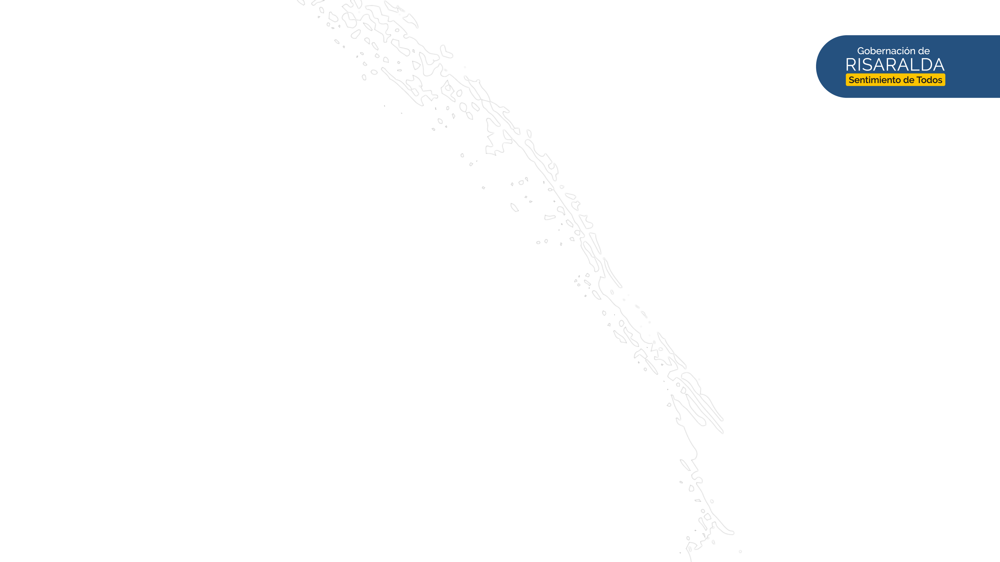 Gobernación de
RISARALDA
Sentimiento de Todos